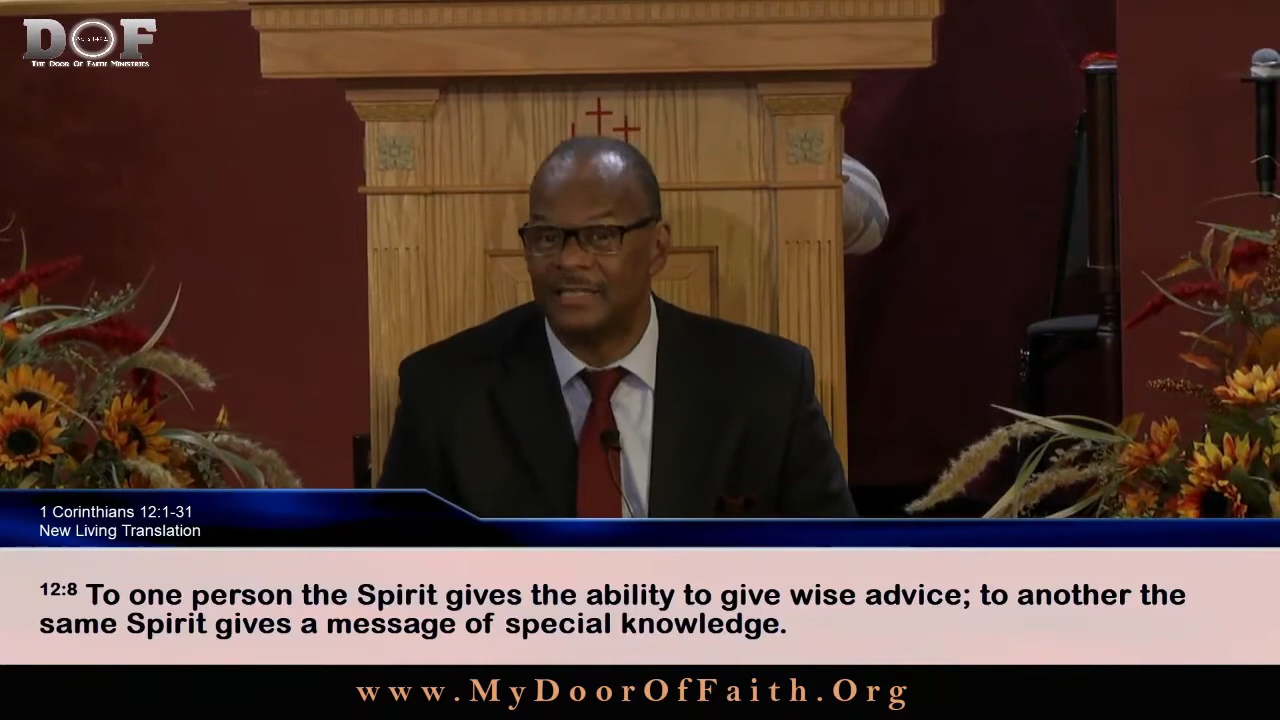 DOF
THE DOOR OF FAITH MINISTRIES
1 Corinthians 12:1-31
New Living Translation
12:8 To one person the Spirit gives the ability to give wise advice; to another the
same Spirit gives a message of special knowledge.
www.MyDoorOfFaith.Org